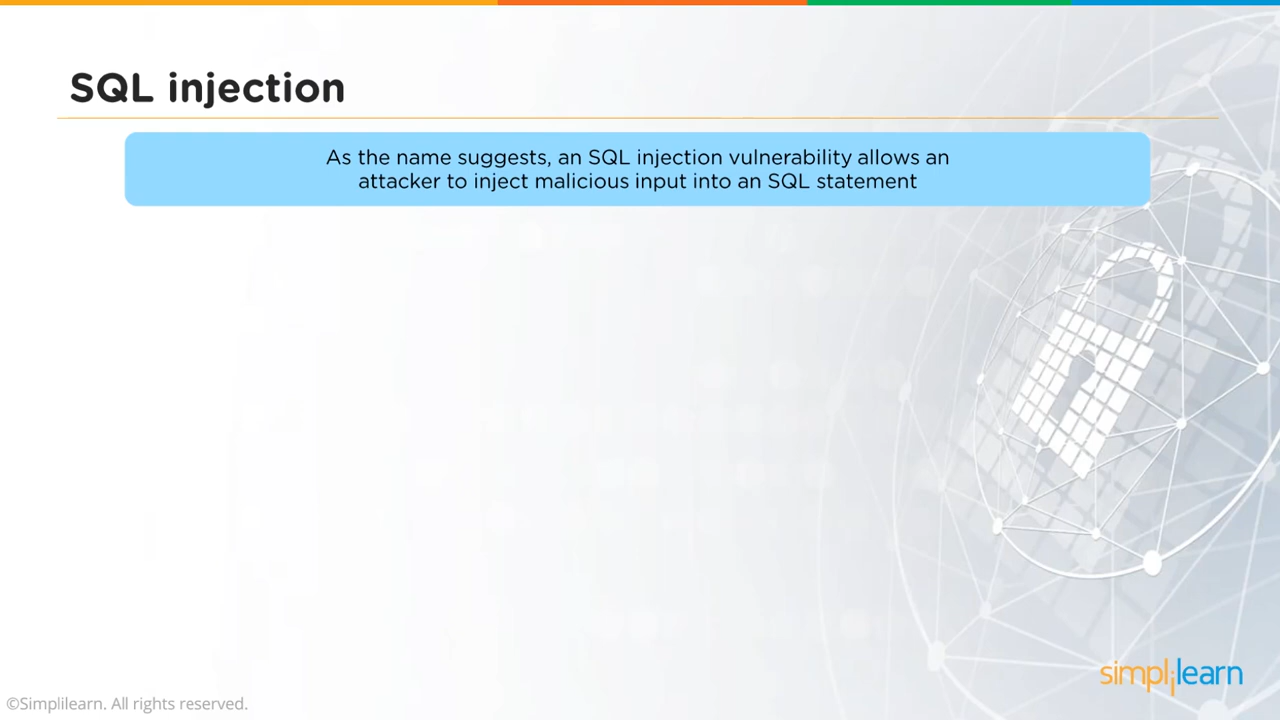 SQL injection
As the name suggests, an SQL injection vulnerability allows an
attacker to inject malicious input into an SQL statement
simplilearn
©Simplilearn. All rights reserved.